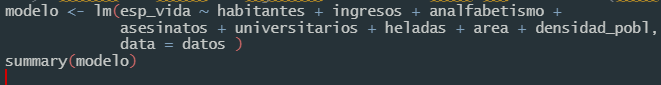 modelo <- lm(esp_vida ~ habitantes + ingresos + analfabetismo +
asesinatos + universitarios + heladas + area + densidad_pobl,
data = datos )
summary(modelo)